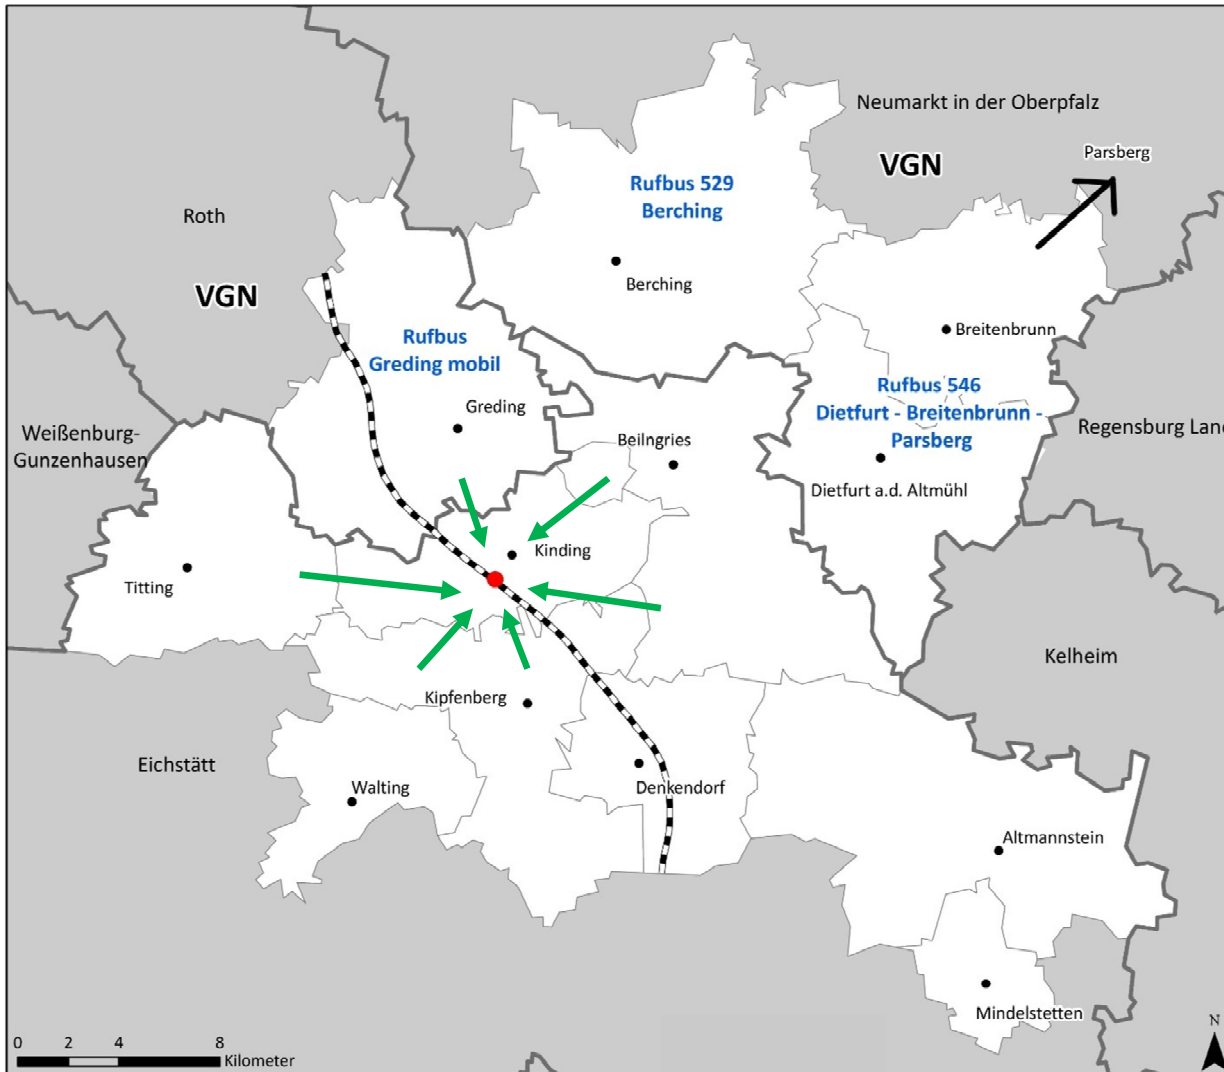 Neumarkt in der Oberpfalz
Parsberg
VGN
Rufbus 529
Berching
Roth
Berching
VGN
Breitenbrunn
Rufbus
Greding mobil
Rufbus 546
Dietfurt - Breitenbrunn -
Parsberg
Greding
Weißenburg-
Gunzenhausen
Beilngries
Regensburg Land
Dietfurt a.d. Altmühl
Kinding
Titting
Kelheim
Kipfenberg
Eichstätt
Walting
Denkendorf
Altmannstein
Mindelstetten
N
0 2 4 8
Kilometer